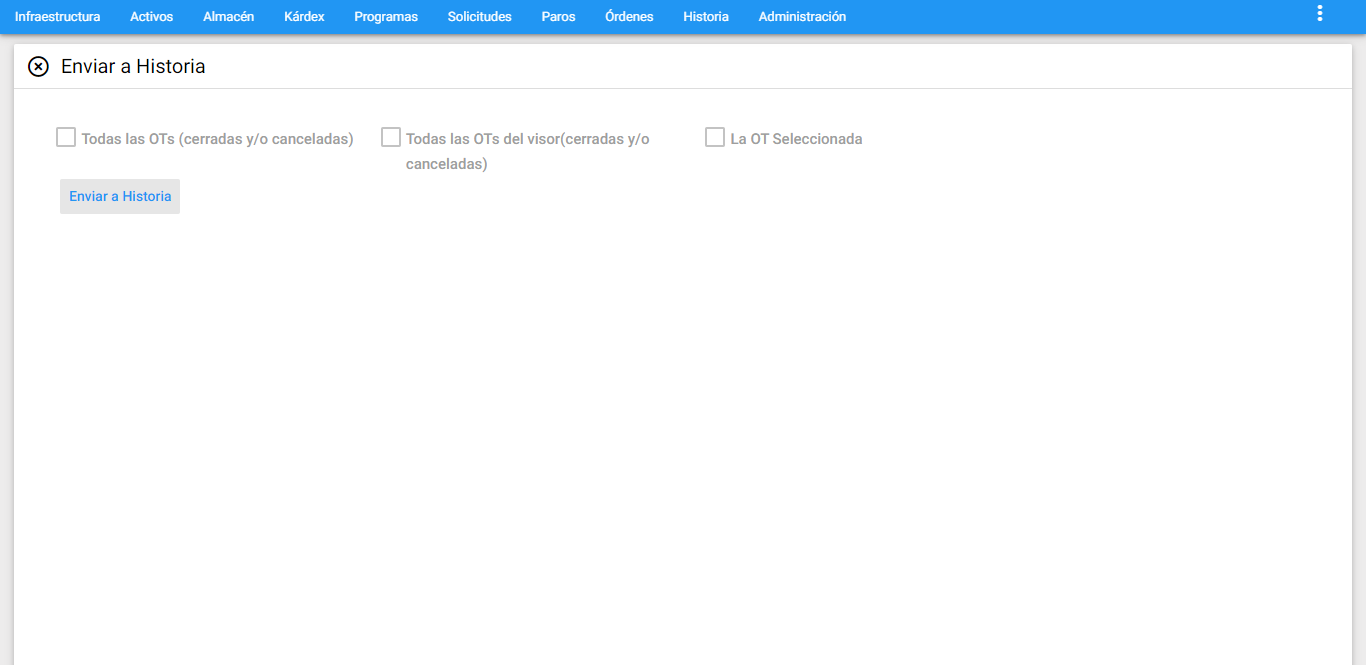 Infraestructura Activos Almacén Kárdex Programas Solicitudes Paros Órdenes Historia Administración
Enviar a Historia
Todas las OTs (cerradas y/o canceladas) Todas las OTs del visor(cerradas y/o La OT Seleccionada
canceladas)
Enviar a Historia